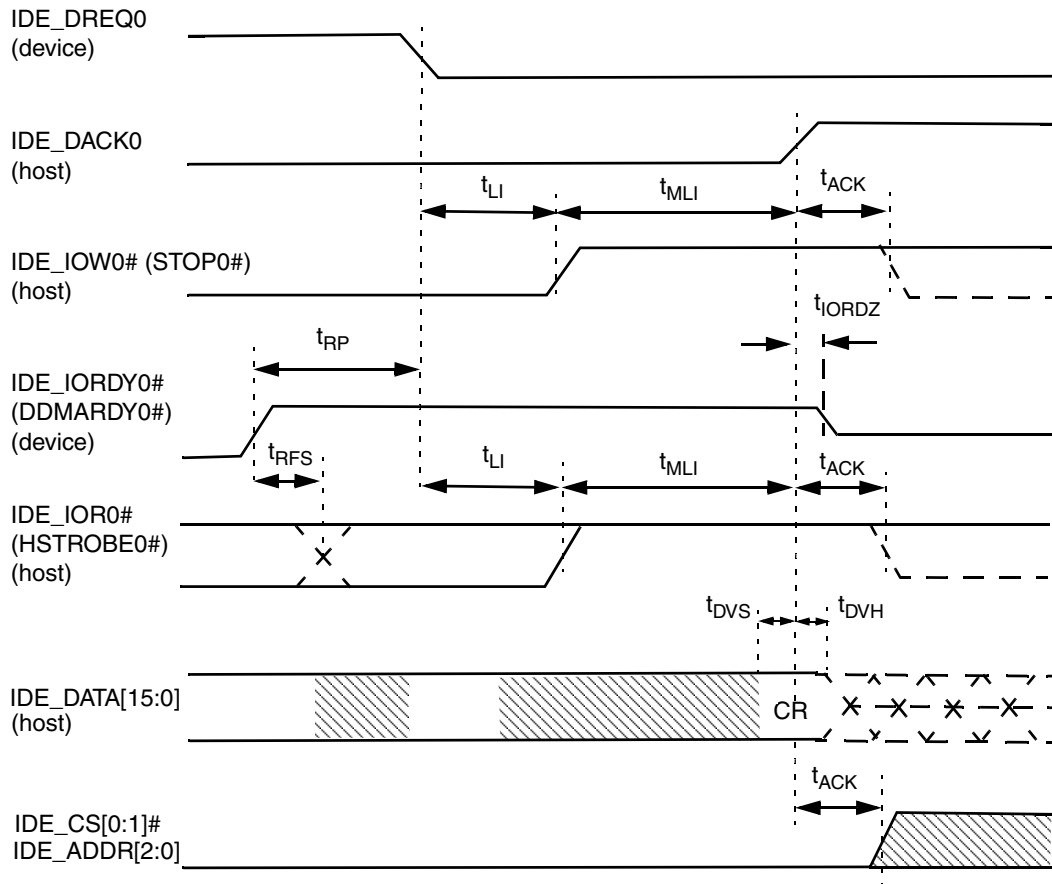 IDE_DREQ0
(device)
IDE_DACK0
(host)
tLI
tMLI
tACK
IDE_IOW0# (STOP0#)
(host)
tIORDZ
tRP
IDE_IORDY0#
(DDMARDY0#)
(device)
tRFS
tLI
tMLI
tACK
IDE_IOR0#
(HSTROBE0#)
(host)
tDVS
tDVH
IDE_DATA[15:0]
(host)
CR
tACK
IDE_CS[0:1]#
IDE_ADDR[2:0]